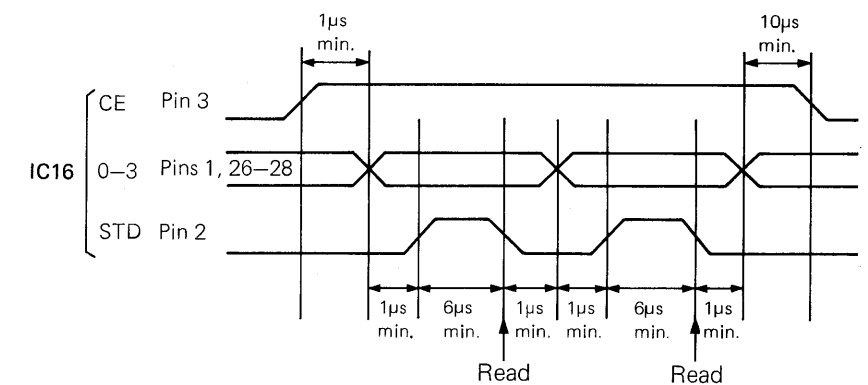 1µs
min.
10µs
min.
CE Pin 3
IC16 0–3 Pins 1, 26–28
STD Pin 2
1µs 6µs 1µs 1µs 6µs 1µs
min. min. min. min. min. min.
Read Read